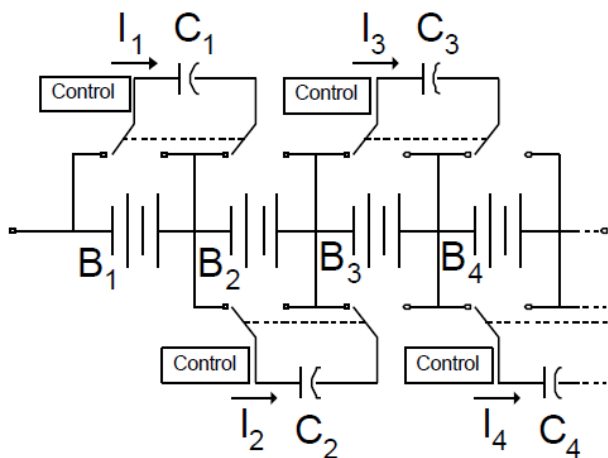 I1 C1 I3 C3
Control Control
B1 B2 B3 B4
Control Control
I2 C2 I4 C4